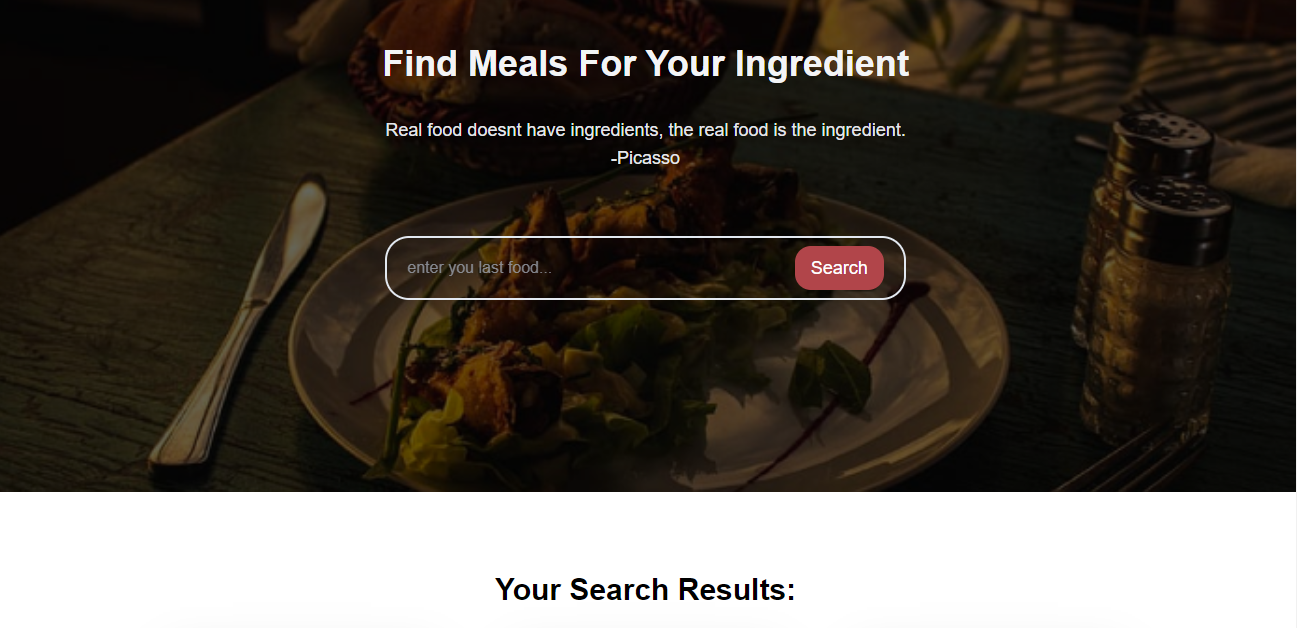 Find Meals For Your Ingredient
Real food doesnt have ingredients, the real food is the ingredient.
-Picasso
enter you last food...
Search
Your Search Results: